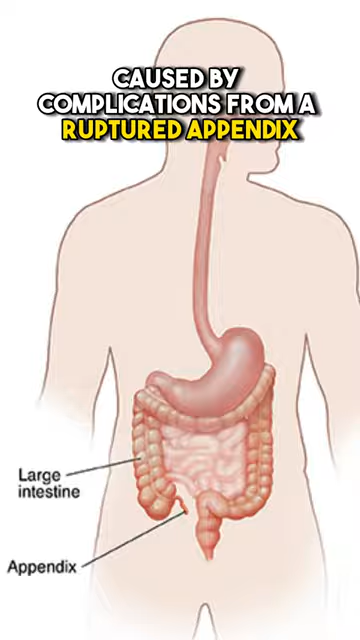 CAUSED BY
COMPLICATIONS FROM A
RUPTURED APPENDIX
Large
intestine
Appendix